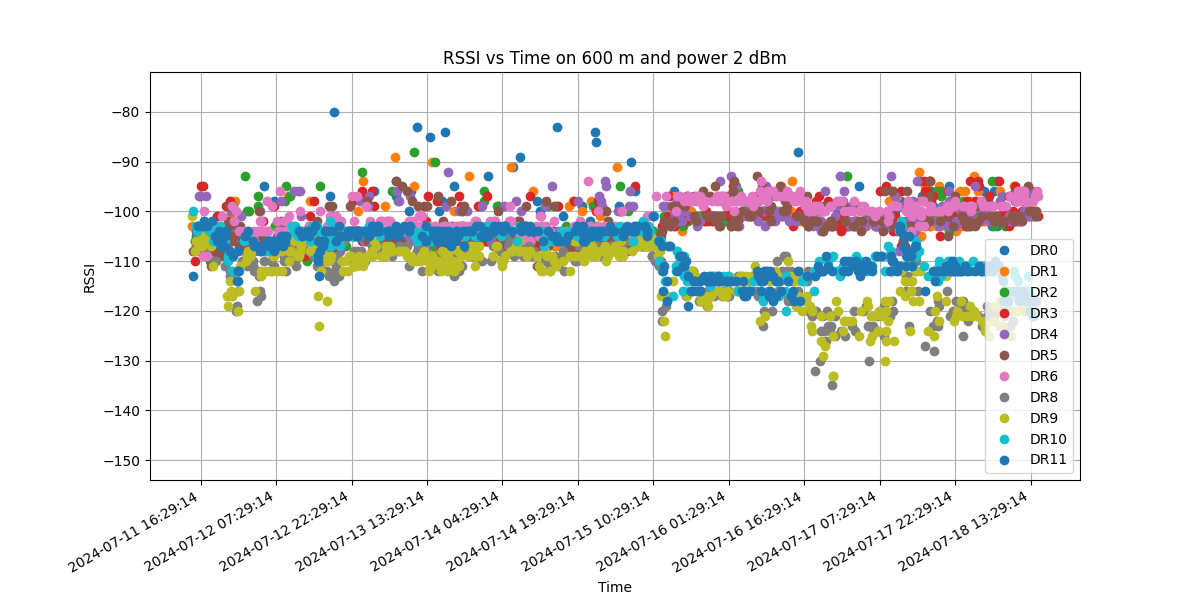 RSSI vs Time on 600 m and power 2 dBm
RSSI
−80
−90
−100
−110
−120
−130
−140
−150
DR0
DR1
DR2
DR3
DR4
DR5
DR6
DR8
DR9
DR10
DR11
2024-07-11 16:29:14
2024-07-12 07:29:14
2024-07-12 22:29:14
2024-07-13 13:29:14
2024-07-14 04:29:14
2024-07-14 19:29:14
2024-07-15 10:29:14
2024-07-16 01:29:14
2024-07-16 16:29:14
2024-07-17 07:29:14
2024-07-17 22:29:14
2024-07-18 13:29:14
Time